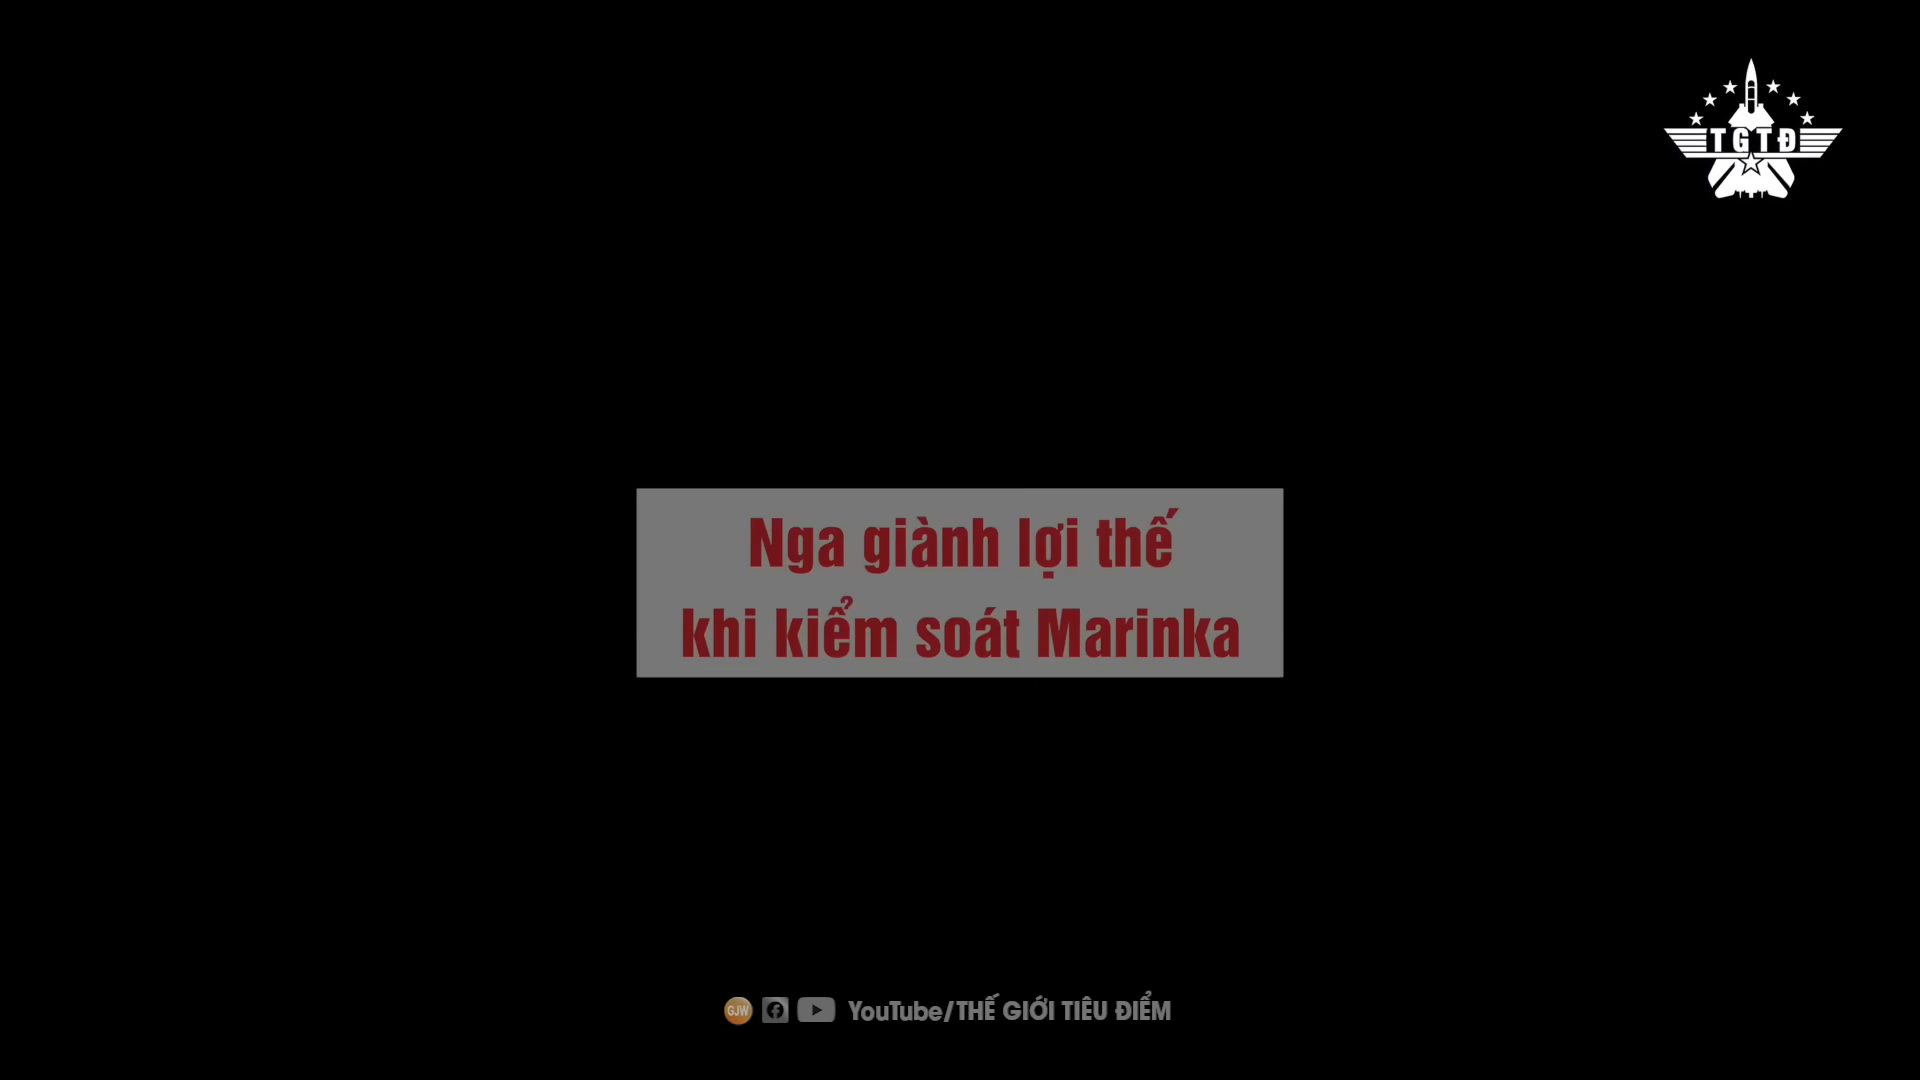 TGTĐ
Nga giành lợi thế
khi kiểm soát Marinka
GJW YouTube/THẾ GIỚI TIÊU ĐIỂM